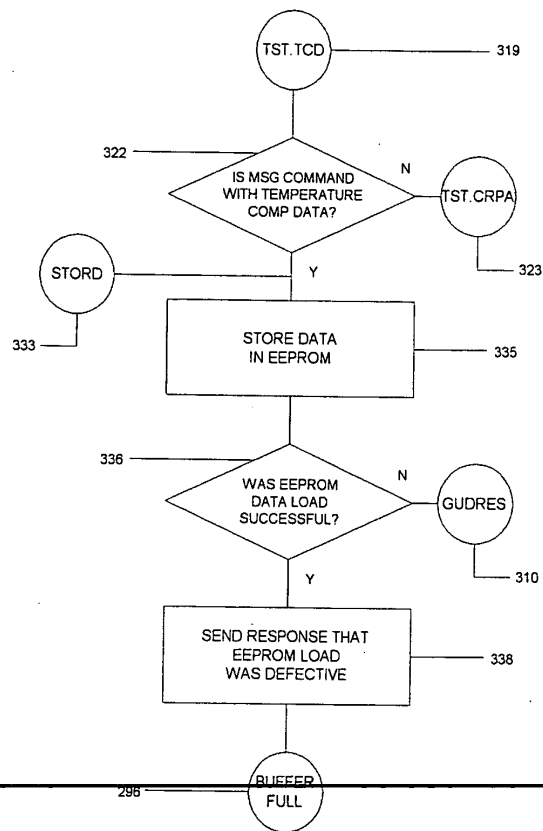 TST.TCD
319
322
IS MSG COMMAND
WITH TEMPERATURE
COMP DATA?
N
TST.CRPA
323
STORD
333
Y
STORE DATA
IN EEPROM
335
336
WAS EEPROM
DATA LOAD
SUCCESSFUL?
N
GUDRES
310
Y
SEND RESPONSE THAT
EEPROM LOAD
WAS DEFECTIVE
338
BUFFER
FULL
296